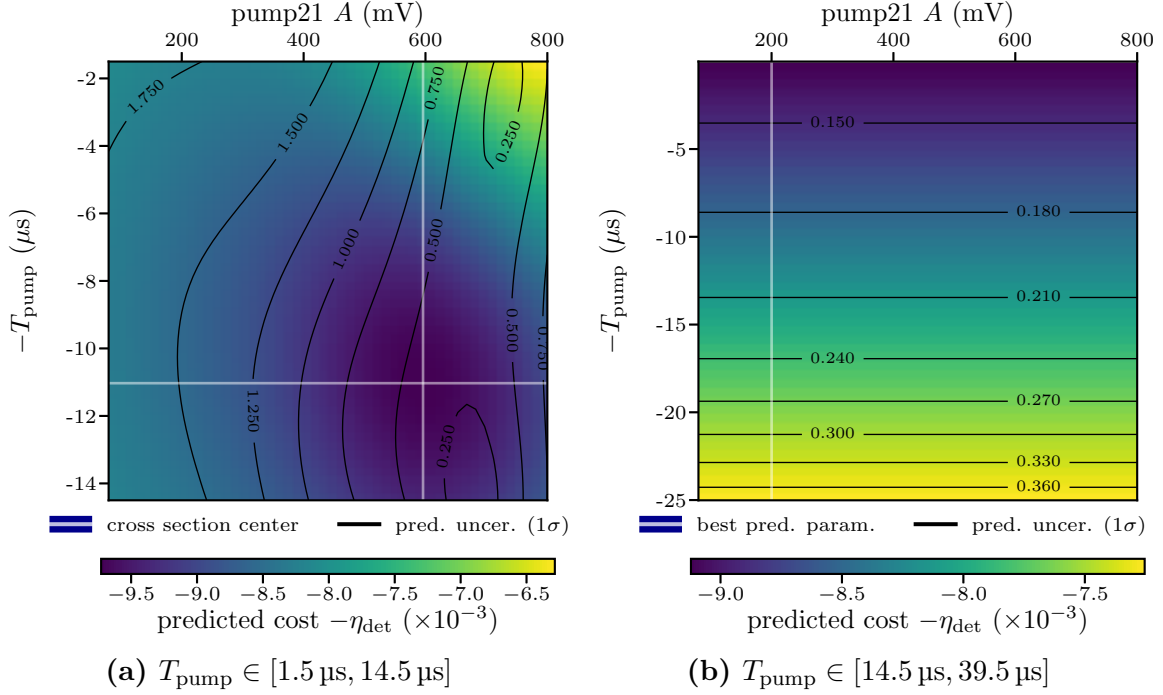 pump21 A (mV)
200 400 600 800
−T_pump (μs)
-2
-4
-6
-8
-10
-12
-14
1.750
1.500
0.750
0.250
1.000
0.500
0.500
0.750
1.250
0.250
cross section center
pred. uncer. (1σ)
−9.5 −9.0 −8.5 −8.0 −7.5 −7.0 −6.5
predicted cost −η_det (×10⁻³)
(a) T_pump ∈ [1.5 μs, 14.5 μs]
pump21 A (mV)
200 400 600 800
−T_pump (μs)
-5
-10
-15
-20
-25
0.150
0.180
0.210
0.240
0.270
0.300
0.330
0.360
best pred. param.
pred. uncer. (1σ)
−9.0 −8.5 −8.0 −7.5
predicted cost −η_det (×10⁻³)
(b) T_pump ∈ [14.5 μs, 39.5 μs]